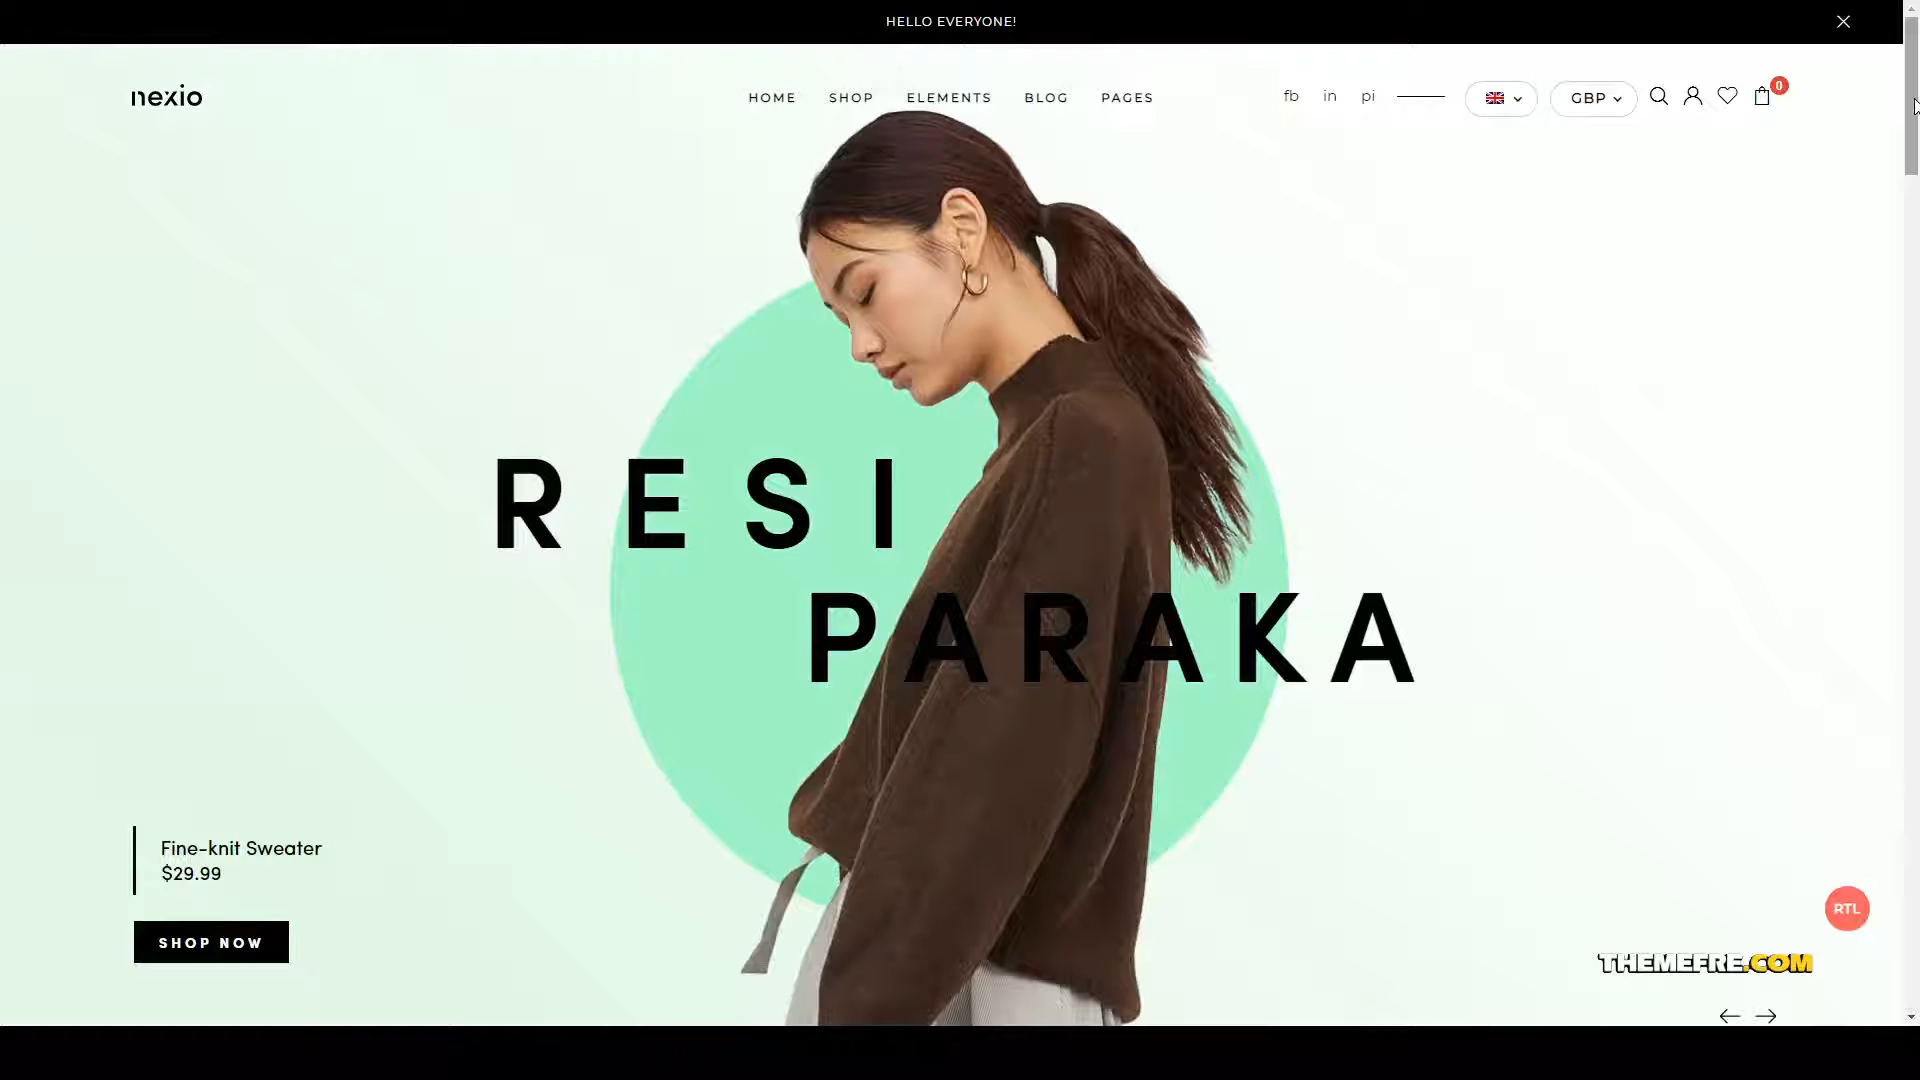 HELLO EVERYONE!
nexio
HOME SHOP ELEMENTS BLOG PAGES
fb in pi
GBP
0
RESI
PARAKA
Fine-knit Sweater
$29.99
SHOP NOW
RTL
THEMEFRE.COM